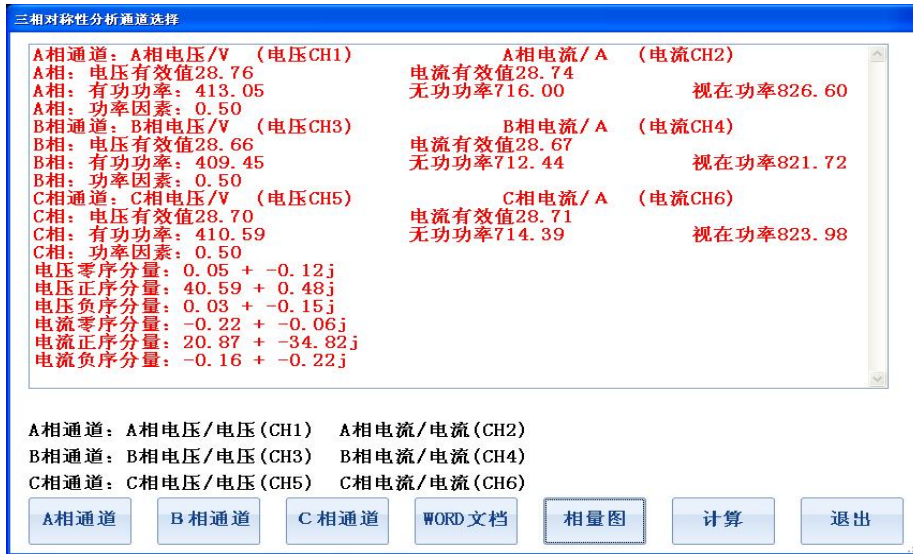 三相对称性分析通道选择
A相通道：A相电压/V （电压CH1） A相电流/A （电流CH2）
A相：电压有效值28.76 电流有效值28.74
A相：有功功率：413.05 无功功率716.00 视在功率826.60
A相：功率因素：0.50
B相通道：B相电压/V （电压CH3） B相电流/A （电流CH4）
B相：电压有效值28.66 电流有效值28.67
B相：有功功率：409.45 无功功率712.44 视在功率821.72
B相：功率因素：0.50
C相通道：C相电压/V （电压CH5） C相电流/A （电流CH6）
C相：电压有效值28.70 电流有效值28.71
C相：有功功率：410.59 无功功率714.39 视在功率823.98
C相：功率因素：0.50
电压零序分量：0.05 + -0.12j
电压正序分量：40.59 + 0.48j
电压负序分量：0.03 + -0.15j
电流零序分量：-0.22 + -0.06j
电流正序分量：20.87 + -34.82j
电流负序分量：-0.16 + -0.22j
A相通道：A相电压/电压(CH1) A相电流/电流(CH2)
B相通道：B相电压/电压(CH3) B相电流/电流(CH4)
C相通道：C相电压/电压(CH5) C相电流/电流(CH6)
A相通道 B相通道 C相通道 WORD文档 相量图 计算 退出